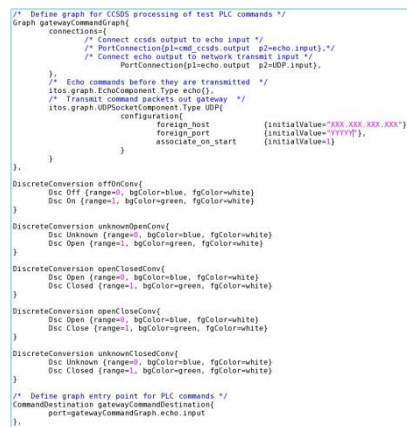 /*  Define graph for CCSDS processing of test PLC commands */
Graph gatewayCommandGraph{
connections={
/* Connect ccsds output to echo input */
/* PortConnection{p1=cmd_ccsds.output  p2=echo.input},*/
/* Connect echo output to network transmit input */
PortConnection{p1=echo.output  p2=UDP.input},
},
/*   Echo commands before they are transmitted  */
itos.graph.EchoComponent.Type echo{},
/*  Transmit command packets out gateway  */
itos.graph.UDPSocketComponent.Type UDP{
configuration{
foreign_host {initialValue="XXX.XXX.XXX.XXX"},
foreign_port {initialValue="YYYYY"},
associate_on_start {initialValue=1}
}
}
},
DiscreteConversion offOnConv{
Dsc Off {range=0, bgColor=blue, fgColor=white}
Dsc On {range=1, bgColor=green, fgColor=white}
}
DiscreteConversion unknownOpenConv{
Dsc Unknown {range=0, bgColor=blue, fgColor=white}
Dsc Open {range=1, bgColor=green, fgColor=white}
}
DiscreteConversion openClosedConv{
Dsc Open {range=0, bgColor=blue, fgColor=white}
Dsc Closed {range=1, bgColor=green, fgColor=white}
}
DiscreteConversion openCloseConv{
Dsc Open {range=0, bgColor=blue, fgColor=white}
Dsc Close {range=1, bgColor=green, fgColor=white}
}
DiscreteConversion unknownClosedConv{
Dsc Unknown {range=0, bgColor=blue, fgColor=white}
Dsc Closed {range=1, bgColor=green, fgColor=white}
}
/*  Define graph entry point for PLC commands */
CommandDestination gatewayCommandDestination{
port=gatewayCommandGraph.echo.input
},